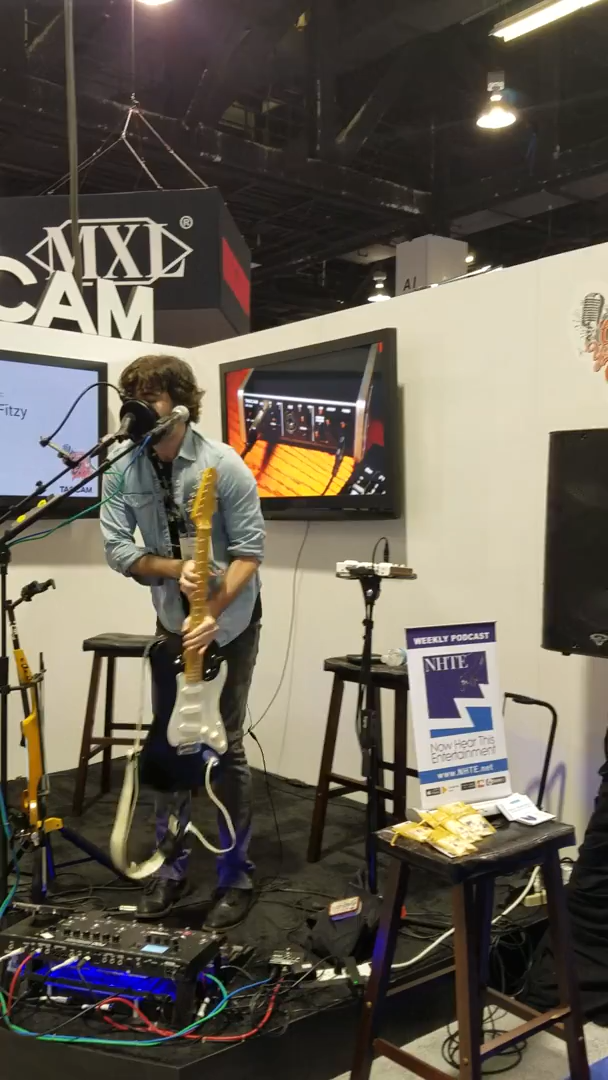 MXL®
CAM
AI
Fitzy
TASCAM
WEEKLY PODCAST
NHTE
Now Hear This
Entertainment
www.NHTE.net